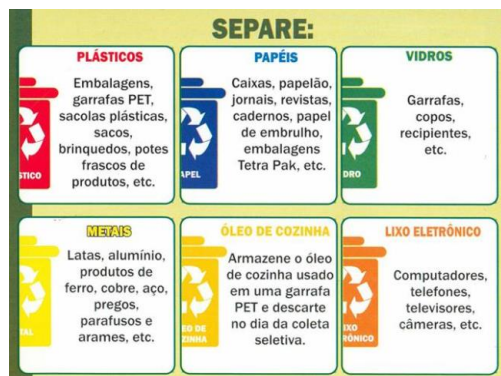 SEPARE:
PLÁSTICOS
Embalagens,
garrafas PET,
sacolas plásticas,
sacos,
brinquedos, potes
frascos de
produtos, etc.
STICO
PAPÉIS
Caixas, papelão,
jornais, revistas,
cadernos, papel
de embrulho,
embalagens
Tetra Pak, etc.
APEL
VIDROS
Garrafas,
copos,
recipientes,
etc.
DRO
METAIS
Latas, alumínio,
produtos de
ferro, cobre, aço,
pregos,
parafusos e
arames, etc.
TAL
ÓLEO DE COZINHA
Armazene o óleo
de cozinha usado
em uma garrafa
PET e descarte
no dia da coleta
seletiva.
EO DE
ZINHA
LIXO ELETRÔNICO
Computadores,
telefones,
televisores,
câmeras, etc.
IXO
RÔNICO